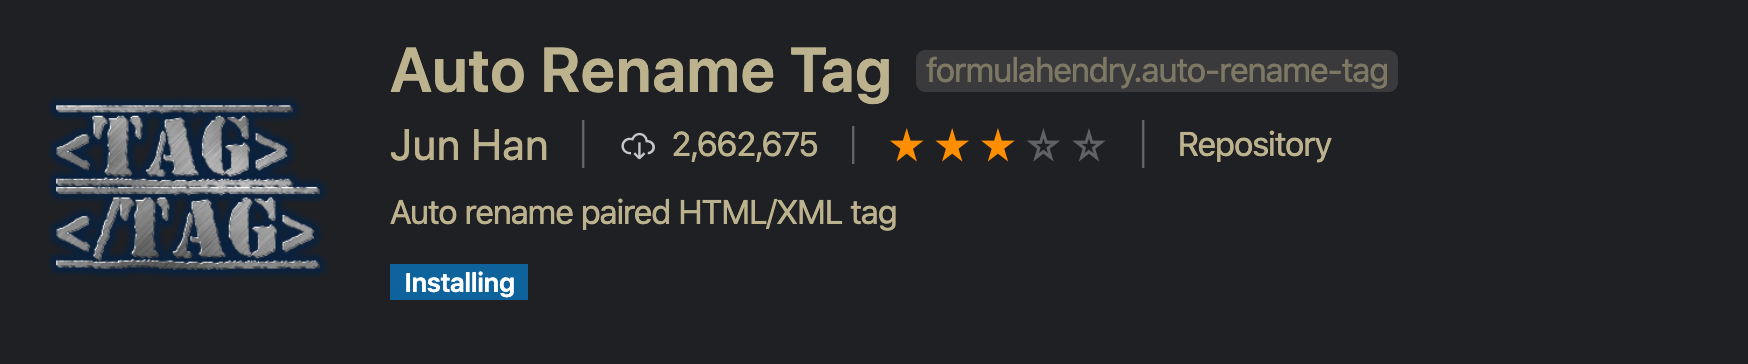 <TAG>
</TAG>
Auto Rename Tag formulahendry.auto-rename-tag
Jun Han 2,662,675 Repository
Auto rename paired HTML/XML tag
Installing